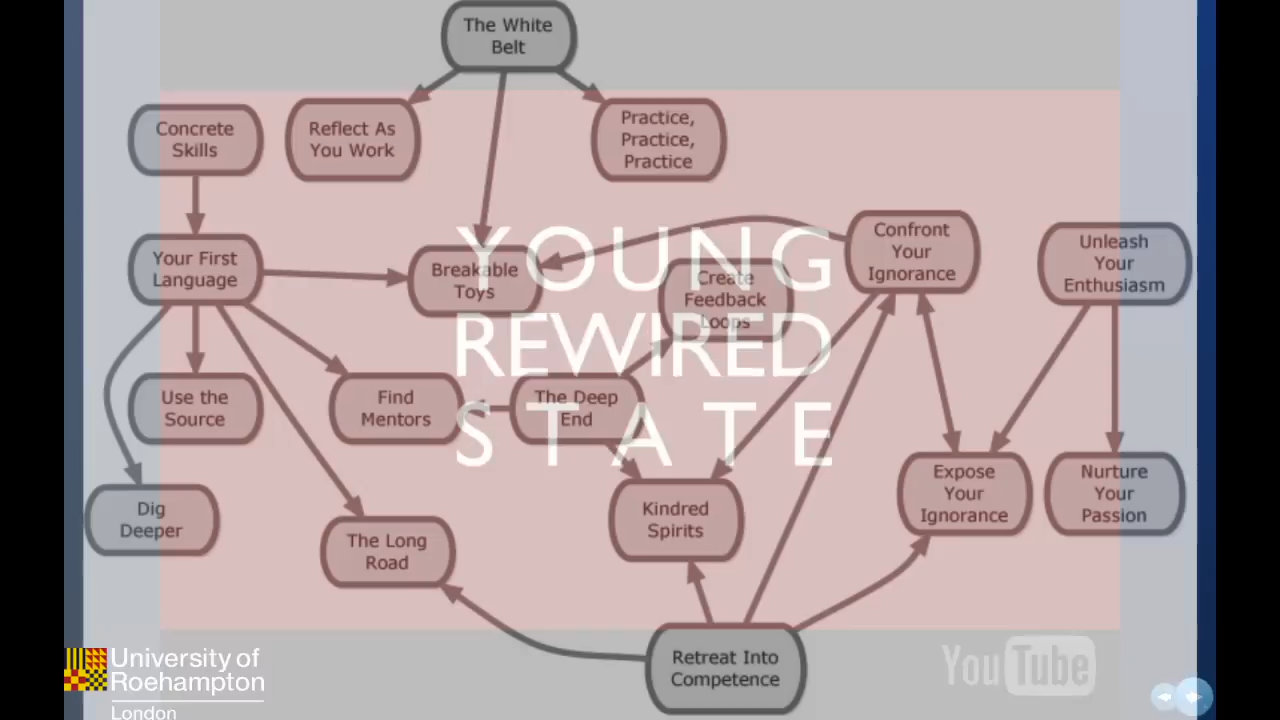 The White
Belt
Concrete
Skills
Reflect As
You Work
Practice,
Practice,
Practice
Your First
Language
Breakable
Toys
Create
Feedback
Loops
Confront
Your
Ignorance
Unleash
Your
Enthusiasm
YOUNG
REWIRED
STATE
Use the
Source
Find
Mentors
The Deep
End
Dig
Deeper
The Long
Road
Kindred
Spirits
Expose
Your
Ignorance
Nurture
Your
Passion
Retreat Into
Competence
University of
Roehampton
London
YouTube